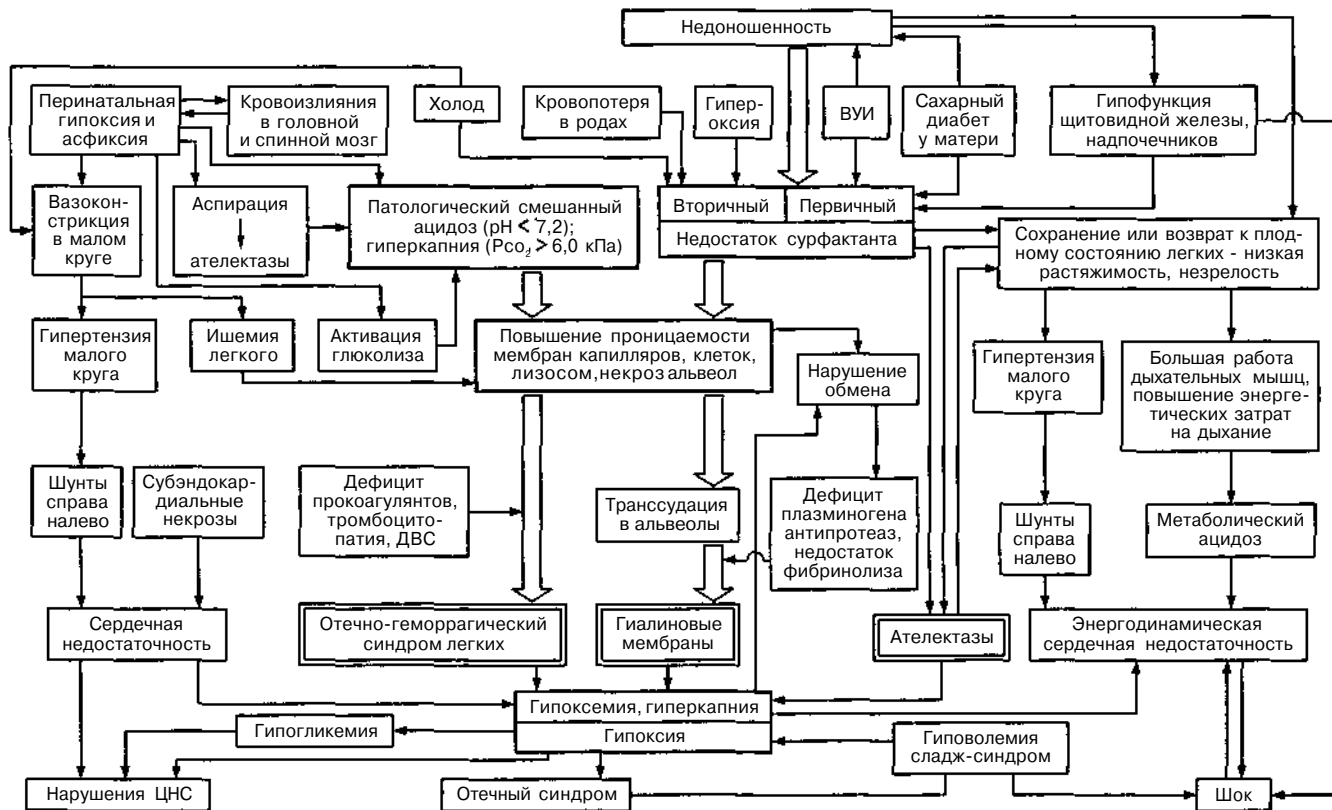 Недоношенность
Перинатальная
гипоксия и
асфиксия
Кровоизлияния
в головной
и спинной мозг
Холод
Кровопотеря
в родах
Гипер-
оксия
ВУИ
Сахарный
диабет
у матери
Гипофункция
щитовидной железы,
надпочечников
Вазокон-
стрикция
в малом
круге
Аспирация
ателектазы
Патологический смешанный
ацидоз (pH < 7,2);
гиперкапния (Pco₂ > 6,0 кПа)
Вторичный
Первичный
Недостаток сурфактанта
Сохранение или возврат к плод-
ному состоянию легких - низкая
растяжимость, незрелость
Гипертензия
малого
круга
Ишемия
легкого
Активация
глюколиза
Повышение проницаемости
мембран капилляров, клеток,
лизосом, некроз альвеол
Нарушение
обмена
Гипертензия
малого
круга
Большая работа
дыхательных мышц,
повышение энерге-
тических затрат
на дыхание
Шунты
справа
налево
Субэндокар-
диальные
некрозы
Дефицит
прокоагулянтов,
тромбоцито-
патия, ДВС
Транссудация
в альвеолы
Дефицит
плазминогена
антипротеаз,
недостаток
фибринолиза
Шунты
справа
налево
Метаболический
ацидоз
Сердечная
недостаточность
Отечно-геморрагический
синдром легких
Гиалиновые
мембраны
Ателектазы
Энергодинамическая
сердечная недостаточность
Гипоксемия, гиперкапния
Гипоксия
Гипогликемия
Гиповолемия
сладж-синдром
Нарушения ЦНС
Отечный синдром
Шок